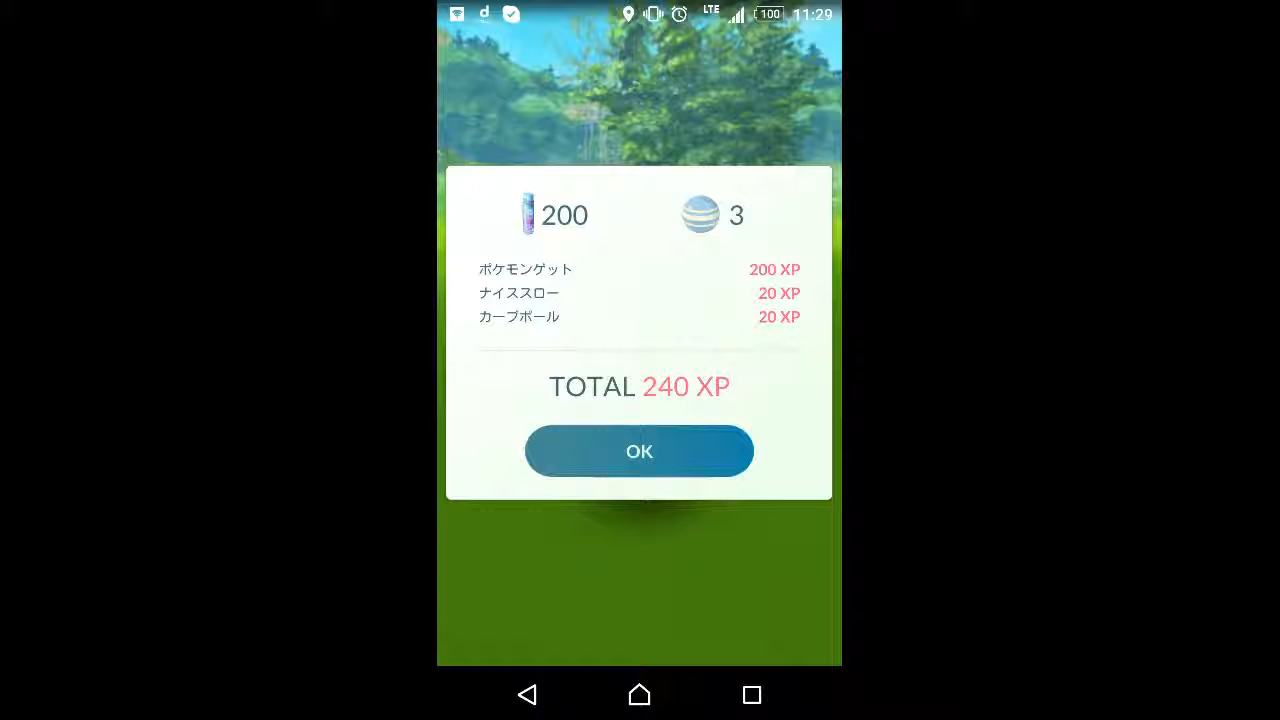 d LTE 100 11:29
200 3
ポケモンゲット 200 XP
ナイススロー 20 XP
カーブボール 20 XP
TOTAL 240 XP
OK